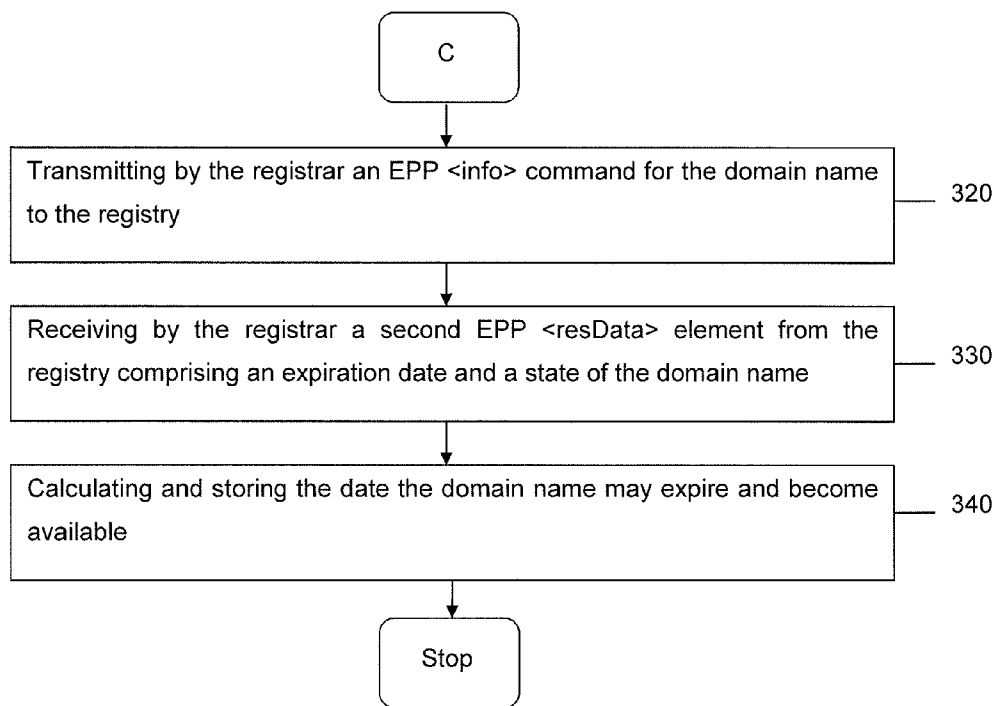 C
Transmitting by the registrar an EPP <info> command for the domain name
to the registry
320
Receiving by the registrar a second EPP <resData> element from the
registry comprising an expiration date and a state of the domain name
330
Calculating and storing the date the domain name may expire and become
available
340
Stop